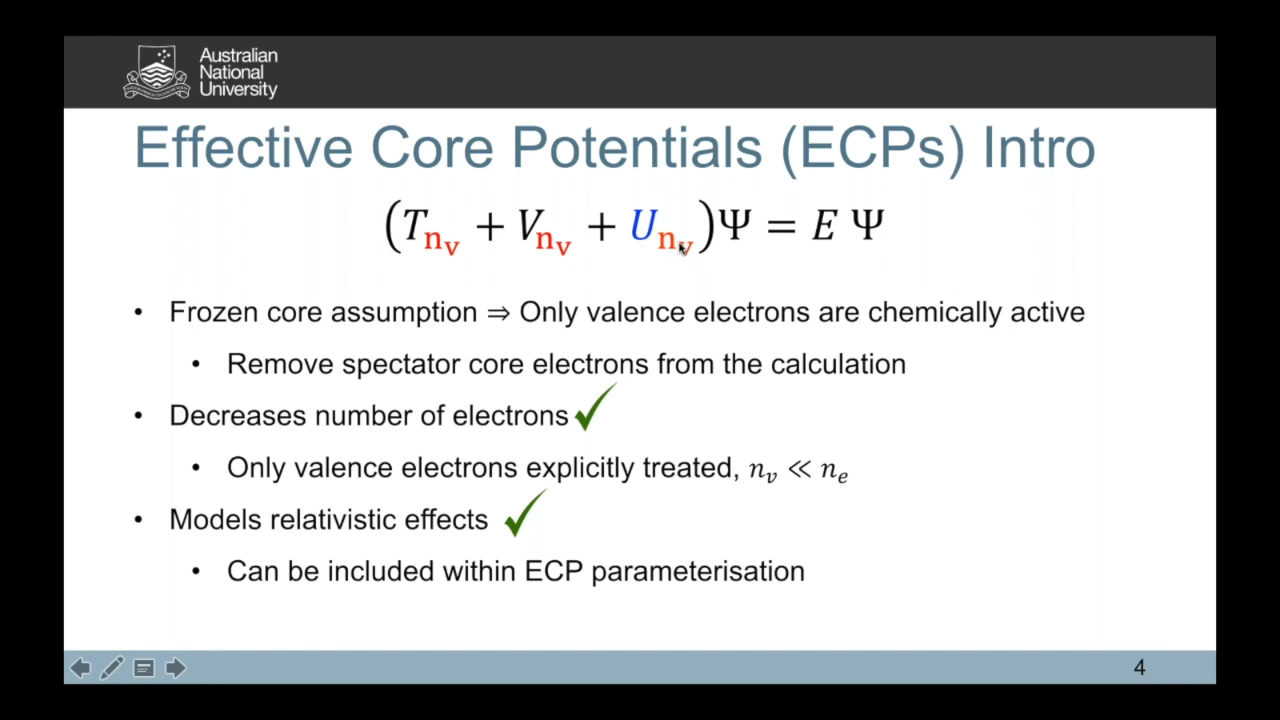 Australian
National
University
Effective Core Potentials (ECPs) Intro
(T_{n_v} + V_{n_v} + U_{n_v})Ψ = E Ψ
• Frozen core assumption ⇒ Only valence electrons are chemically active
• Remove spectator core electrons from the calculation
• Decreases number of electrons ✓
• Only valence electrons explicitly treated, n_v ≪ n_e
• Models relativistic effects ✓
• Can be included within ECP parameterisation
4